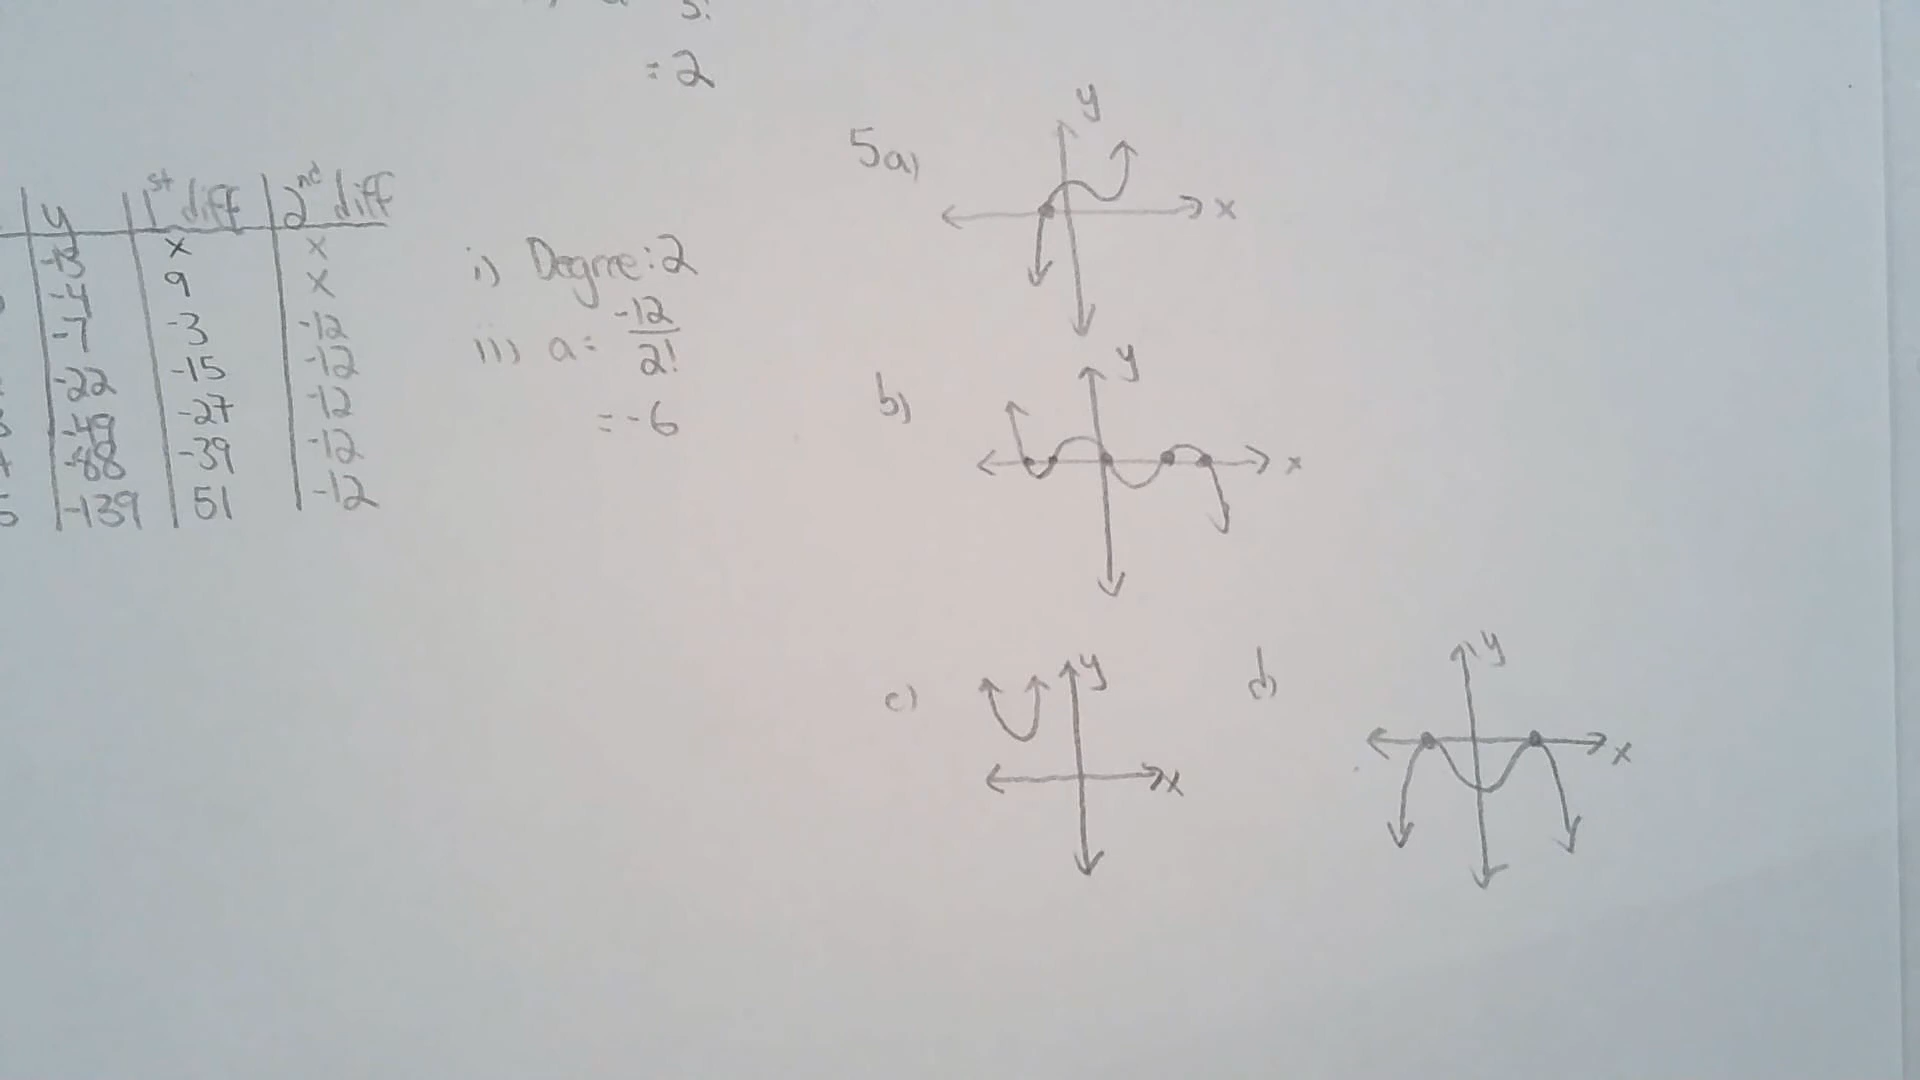 = 2
y | 1st diff | 2nd diff
x x
-4 9 x
-7 -3 -12
-22 -15 -12
-49 -27 -12
-88 -39 -12
5 -139 51 -12
i) Degree: 2
ii) a = -12
2!
= -6
5a)
y
x
b)
y
x
c)
y
x
d)
y
x